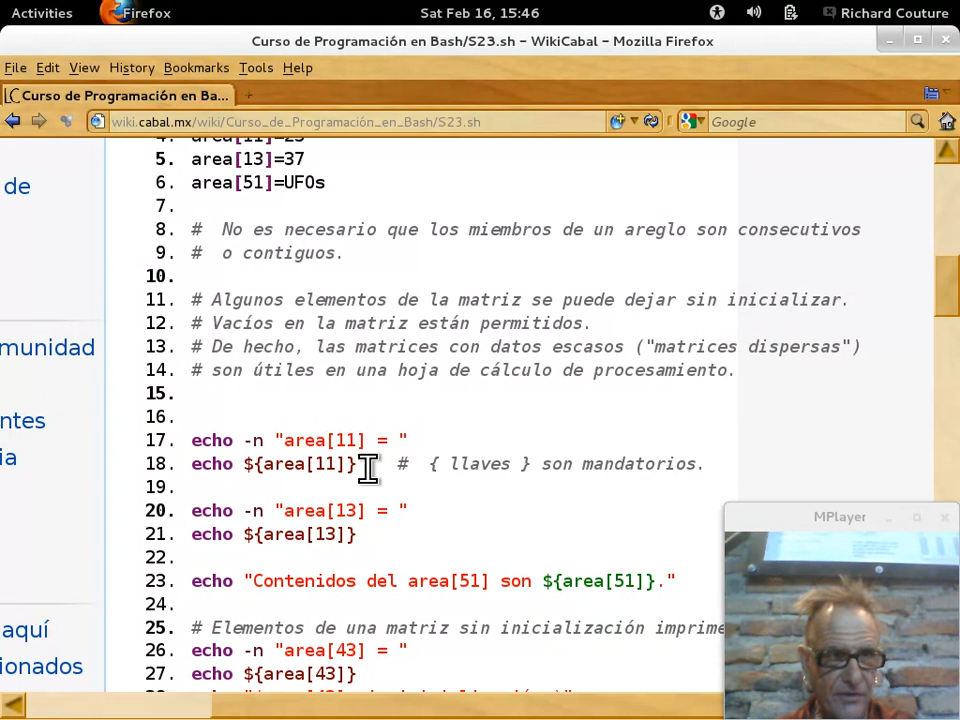 Activities Firefox Sat Feb 16, 15:46 Richard Couture
Curso de Programación en Bash/S23.sh - WikiCabal - Mozilla Firefox
File Edit View History Bookmarks Tools Help
Curso de Programación en Ba...
wiki.cabal.mx/wiki/Curso_de_Programación_en_Bash/S23.sh Google
4. area[11]=23
de 5. area[13]=37
6. area[51]=UFOs
7.
8. # No es necesario que los miembros de un areglo son consecutivos
9. # o contiguos.
10.
11. # Algunos elementos de la matriz se puede dejar sin inicializar.
12. # Vacíos en la matriz están permitidos.
munidad 13. # De hecho, las matrices con datos escasos ("matrices dispersas")
14. # son útiles en una hoja de cálculo de procesamiento.
15.
ntes 16.
17. echo -n "area[11] = "
ia 18. echo ${area[11]} # { llaves } son mandatorios.
19.
20. echo -n "area[13] = "
MPlayer
21. echo ${area[13]}
22.
23. echo "Contenidos del area[51] son ${area[51]}."
24.
aquí 25. # Elementos de una matriz sin inicialización imprime
26. echo -n "area[43] = "
ionados 27. echo ${area[43]}